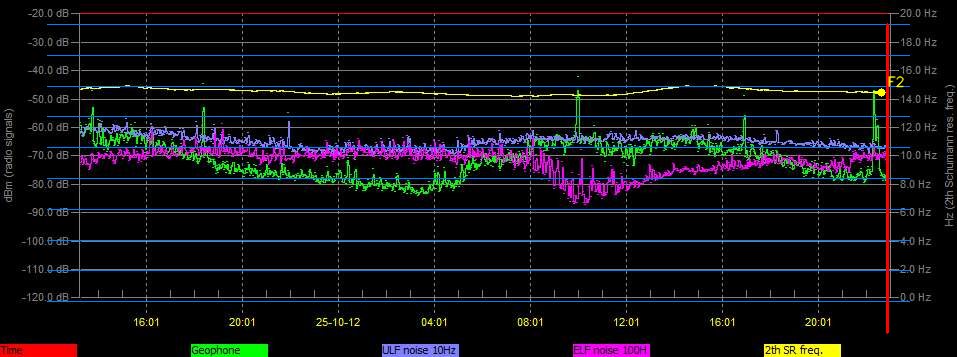 -20.0 dB
-30.0 dB
-40.0 dB
-50.0 dB
-60.0 dB
-70.0 dB
-80.0 dB
-90.0 dB
-100.0 dB
-110.0 dB
-120.0 dB
dBm (radio signals)
20.0 Hz
18.0 Hz
16.0 Hz
14.0 Hz
12.0 Hz
10.0 Hz
8.0 Hz
6.0 Hz
4.0 Hz
2.0 Hz
0.0 Hz
Hz (2th Schumann res. freq.)
F2
16:01 20:01 25-10-12 04:01 08:01 12:01 16:01 20:01
Time Geophone ULF noise 10Hz ELF noise 100H 2th SR freq.